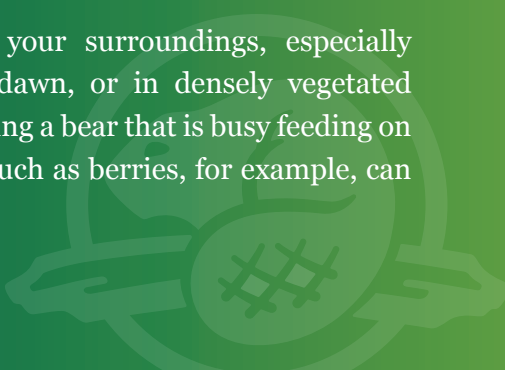 your surroundings, especially
dawn, or in densely vegetated
ing a bear that is busy feeding on
uch as berries, for example, can